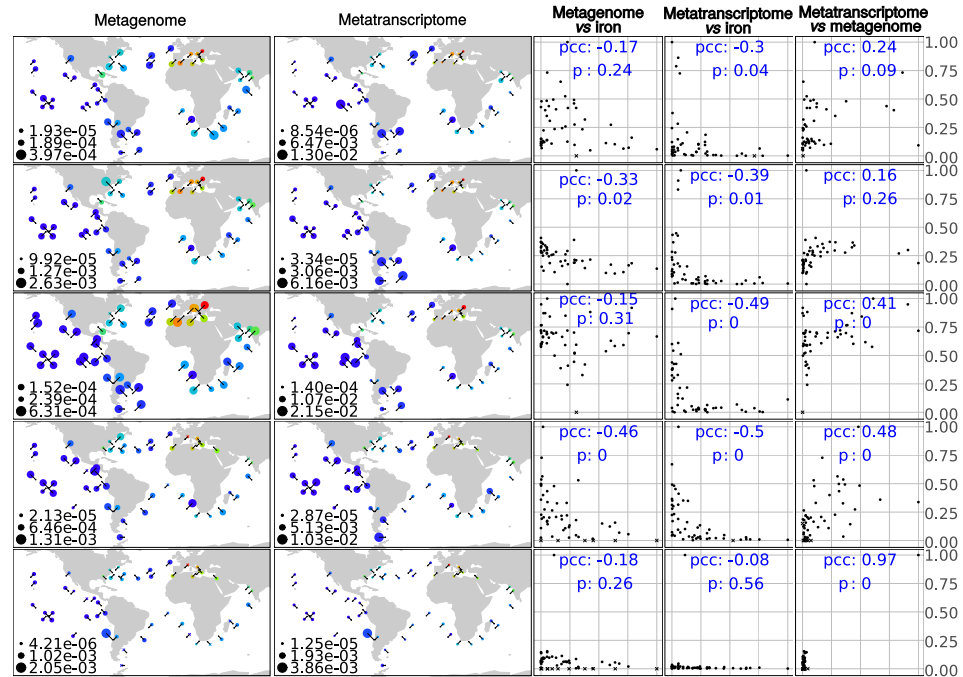 Metagenome
Metatranscriptome
Metagenome
vs iron
Metatranscriptome
vs iron
Metatranscriptome
vs metagenome
1.93e-05
1.89e-04
3.97e-04
8.54e-06
6.47e-03
1.30e-02
pcc: -0.17
p: 0.24
pcc: -0.3
p: 0.04
pcc: 0.24
p: 0.09
1.00
0.75
0.50
0.25
0.00
9.92e-05
1.27e-03
2.63e-03
3.34e-05
3.06e-03
6.16e-03
pcc: -0.33
p: 0.02
pcc: -0.39
p: 0.01
pcc: 0.16
p: 0.26
1.00
0.75
0.50
0.25
0.00
1.52e-04
2.39e-04
6.31e-04
1.40e-04
1.07e-02
2.15e-02
pcc: -0.15
p: 0.31
pcc: -0.49
p: 0
pcc: 0.41
p: 0
1.00
0.75
0.50
0.25
0.00
2.13e-05
6.46e-04
1.31e-03
2.87e-05
5.13e-03
1.03e-02
pcc: -0.46
p: 0
pcc: -0.5
p: 0
pcc: 0.48
p: 0
1.00
0.75
0.50
0.25
0.00
4.21e-06
1.02e-03
2.05e-03
1.25e-05
1.93e-03
3.86e-03
pcc: -0.18
p: 0.26
pcc: -0.08
p: 0.56
pcc: 0.97
p: 0
1.00
0.75
0.50
0.25
0.00